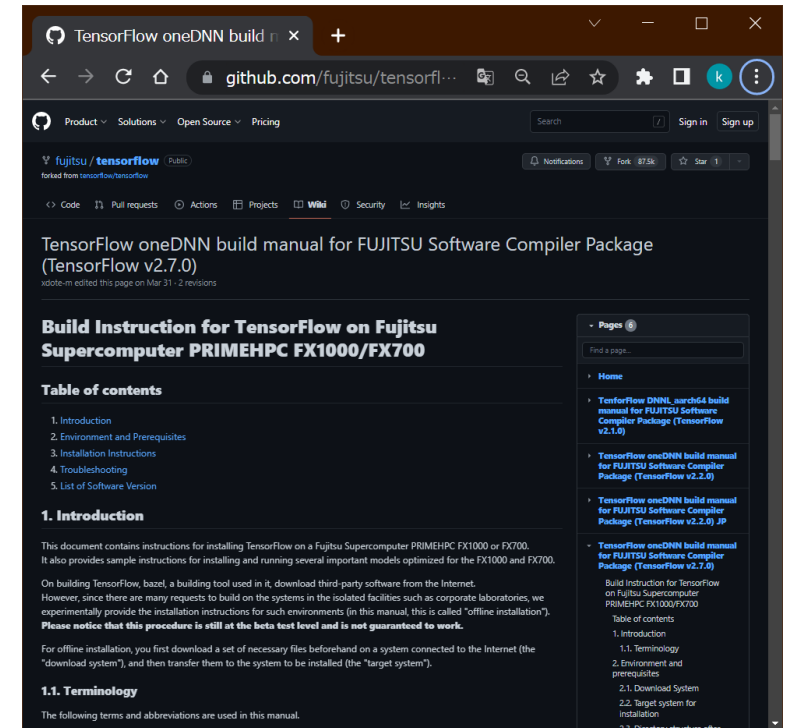 TensorFlow oneDNN build m
github.com/fujitsu/tensorfl···
k
Product
Solutions
Open Source
Pricing
Search
/
Sign in
Sign up
fujitsu / tensorflow
Public
forked from tensorflow/tensorflow
Notifications
Fork 87.5k
Star 1
<> Code
Pull requests
Actions
Projects
Wiki
Security
Insights
TensorFlow oneDNN build manual for FUJITSU Software Compiler Package
(TensorFlow v2.7.0)
xdote-m edited this page on Mar 31 · 2 revisions
Build Instruction for TensorFlow on Fujitsu
Supercomputer PRIMEHPC FX1000/FX700
Table of contents
1. Introduction
2. Environment and Prerequisites
3. Installation Instructions
4. Troubleshooting
5. List of Software Version
1. Introduction
This document contains instructions for installing TensorFlow on a Fujitsu Supercomputer PRIMEHPC FX1000 or FX700.
It also provides sample instructions for installing and running several important models optimized for the FX1000 and FX700.
On building TensorFlow, bazel, a building tool used in it, download third-party software from the Internet.
However, since there are many requests to build on the systems in the isolated facilities such as corporate laboratories, we
experimentally provide the installation instructions for such environments (in this manual, this is called "offline installation").
Please notice that this procedure is still at the beta test level and is not guaranteed to work.
For offline installation, you first download a set of necessary files beforehand on a system connected to the Internet (the
"download system"), and then transfer them to the system to be installed (the "target system").
1.1. Terminology
The following terms and abbreviations are used in this manual.
Pages 6
Find a page...
Home
TenforFlow DNNL_aarch64 build
manual for FUJITSU Software
Compiler Package (TensorFlow
v2.1.0)
TensorFlow oneDNN build manual
for FUJITSU Software Compiler
Package (TensorFlow v2.2.0)
TensorFlow oneDNN build manual
for FUJITSU Software Compiler
Package (TensorFlow v2.2.0) JP
TensorFlow oneDNN build manual
for FUJITSU Software Compiler
Package (TensorFlow v2.7.0)
Build Instruction for TensorFlow
on Fujitsu Supercomputer
PRIMEHPC FX1000/FX700
Table of contents
1. Introduction
1.1. Terminology
2. Environment and
prerequisites
2.1. Download System
2.2. Target system for
installation
2.3. Directory structure after